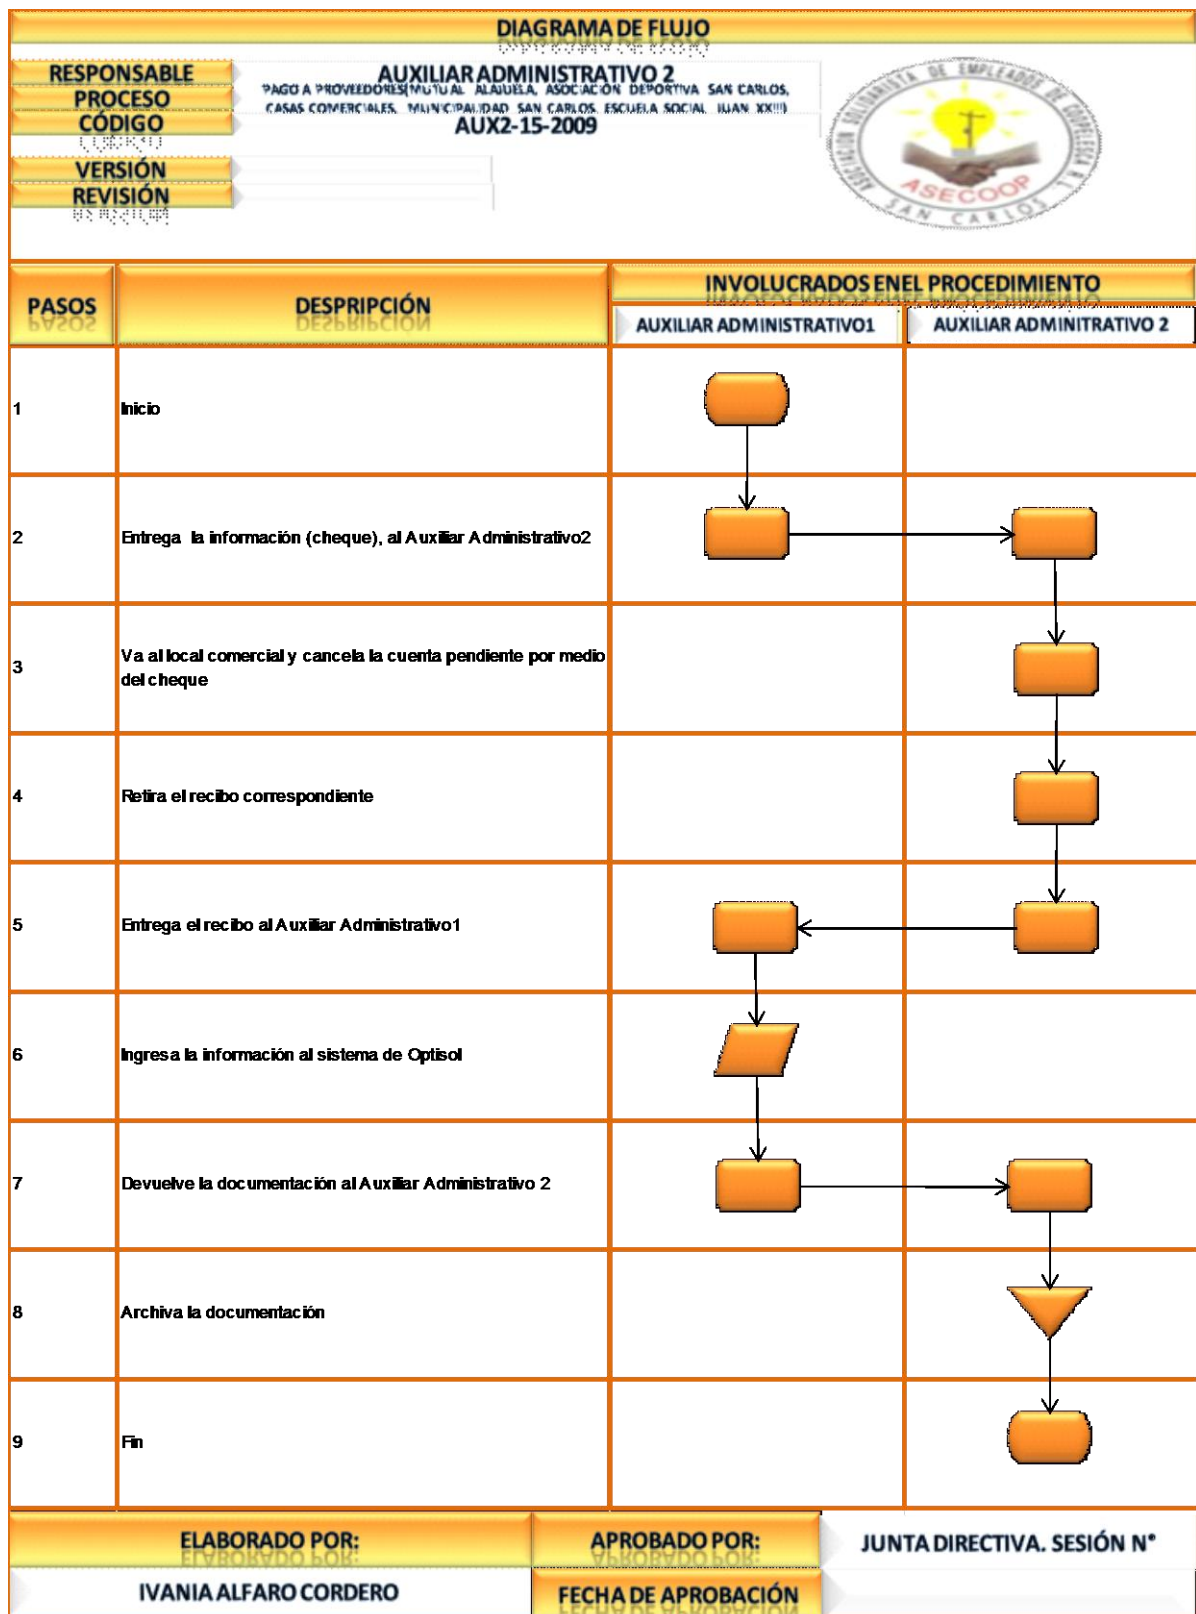 DIAGRAMA DE FLUJO
RESPONSABLE
AUXILIAR ADMINISTRATIVO 2
PROCESO
PAGO A PROVEEDORES(MUTUAL ALAJUELA, ASOCIACIÓN DEPORTIVA SAN CARLOS,
CASAS COMERCIALES, MUNICIPALIDAD SAN CARLOS, ESCUELA SOCIAL JUAN XXIII)
CÓDIGO
AUX2-15-2009
VERSIÓN
REVISIÓN
ASOCIACIÓN SOLIDARISTA DE EMPLEADOS DE COOPELESCA R.L.
ASECOOP
SAN CARLOS
PASOS
DESPRIPCIÓN
INVOLUCRADOS ENEL PROCEDIMIENTO
AUXILIAR ADMINISTRATIVO1
AUXILIAR ADMINITRATIVO 2
1
Inicio
2
Entrega la información (cheque), al Auxiliar Administrativo2
3
Va al local comercial y cancela la cuenta pendiente por medio
del cheque
4
Retira el recibo correspondiente
5
Entrega el recibo al Auxiliar Administrativo1
6
Ingresa la información al sistema de Optisol
7
Devuelve la documentación al Auxiliar Administrativo 2
8
Archiva la documentación
9
Fin
ELABORADO POR:
APROBADO POR:
JUNTA DIRECTIVA. SESIÓN N°
IVANIA ALFARO CORDERO
FECHA DE APROBACIÓN